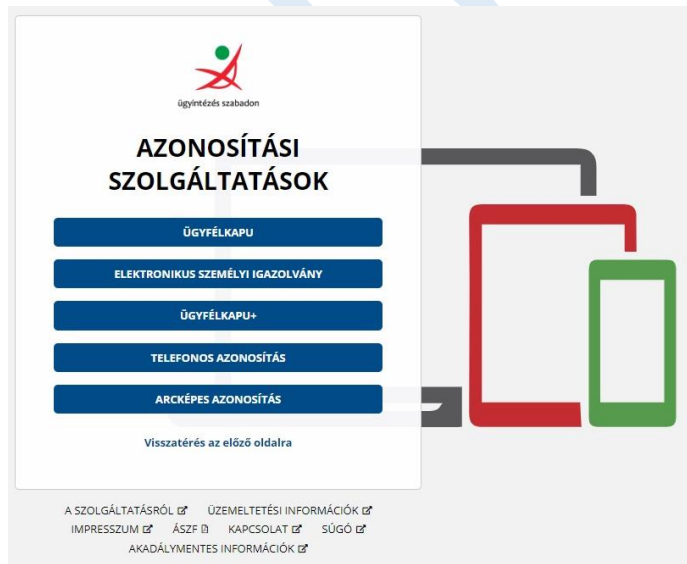 ügyintézés szabadon
AZONOSÍTÁSI
SZOLGÁLTATÁSOK
ÜGYFÉLKAPU
ELEKTRONIKUS SZEMÉLYI IGAZOLVÁNY
ÜGYFÉLKAPU+
TELEFONOS AZONOSÍTÁS
ARCKÉPES AZONOSÍTÁS
Visszatérés az előző oldalra
A SZOLGÁLTATÁSRÓL ÜZEMELTETÉSI INFORMÁCIÓK
IMPRESSZUM ÁSZF KAPCSOLAT SÚGÓ
AKADÁLYMENTES INFORMÁCIÓK